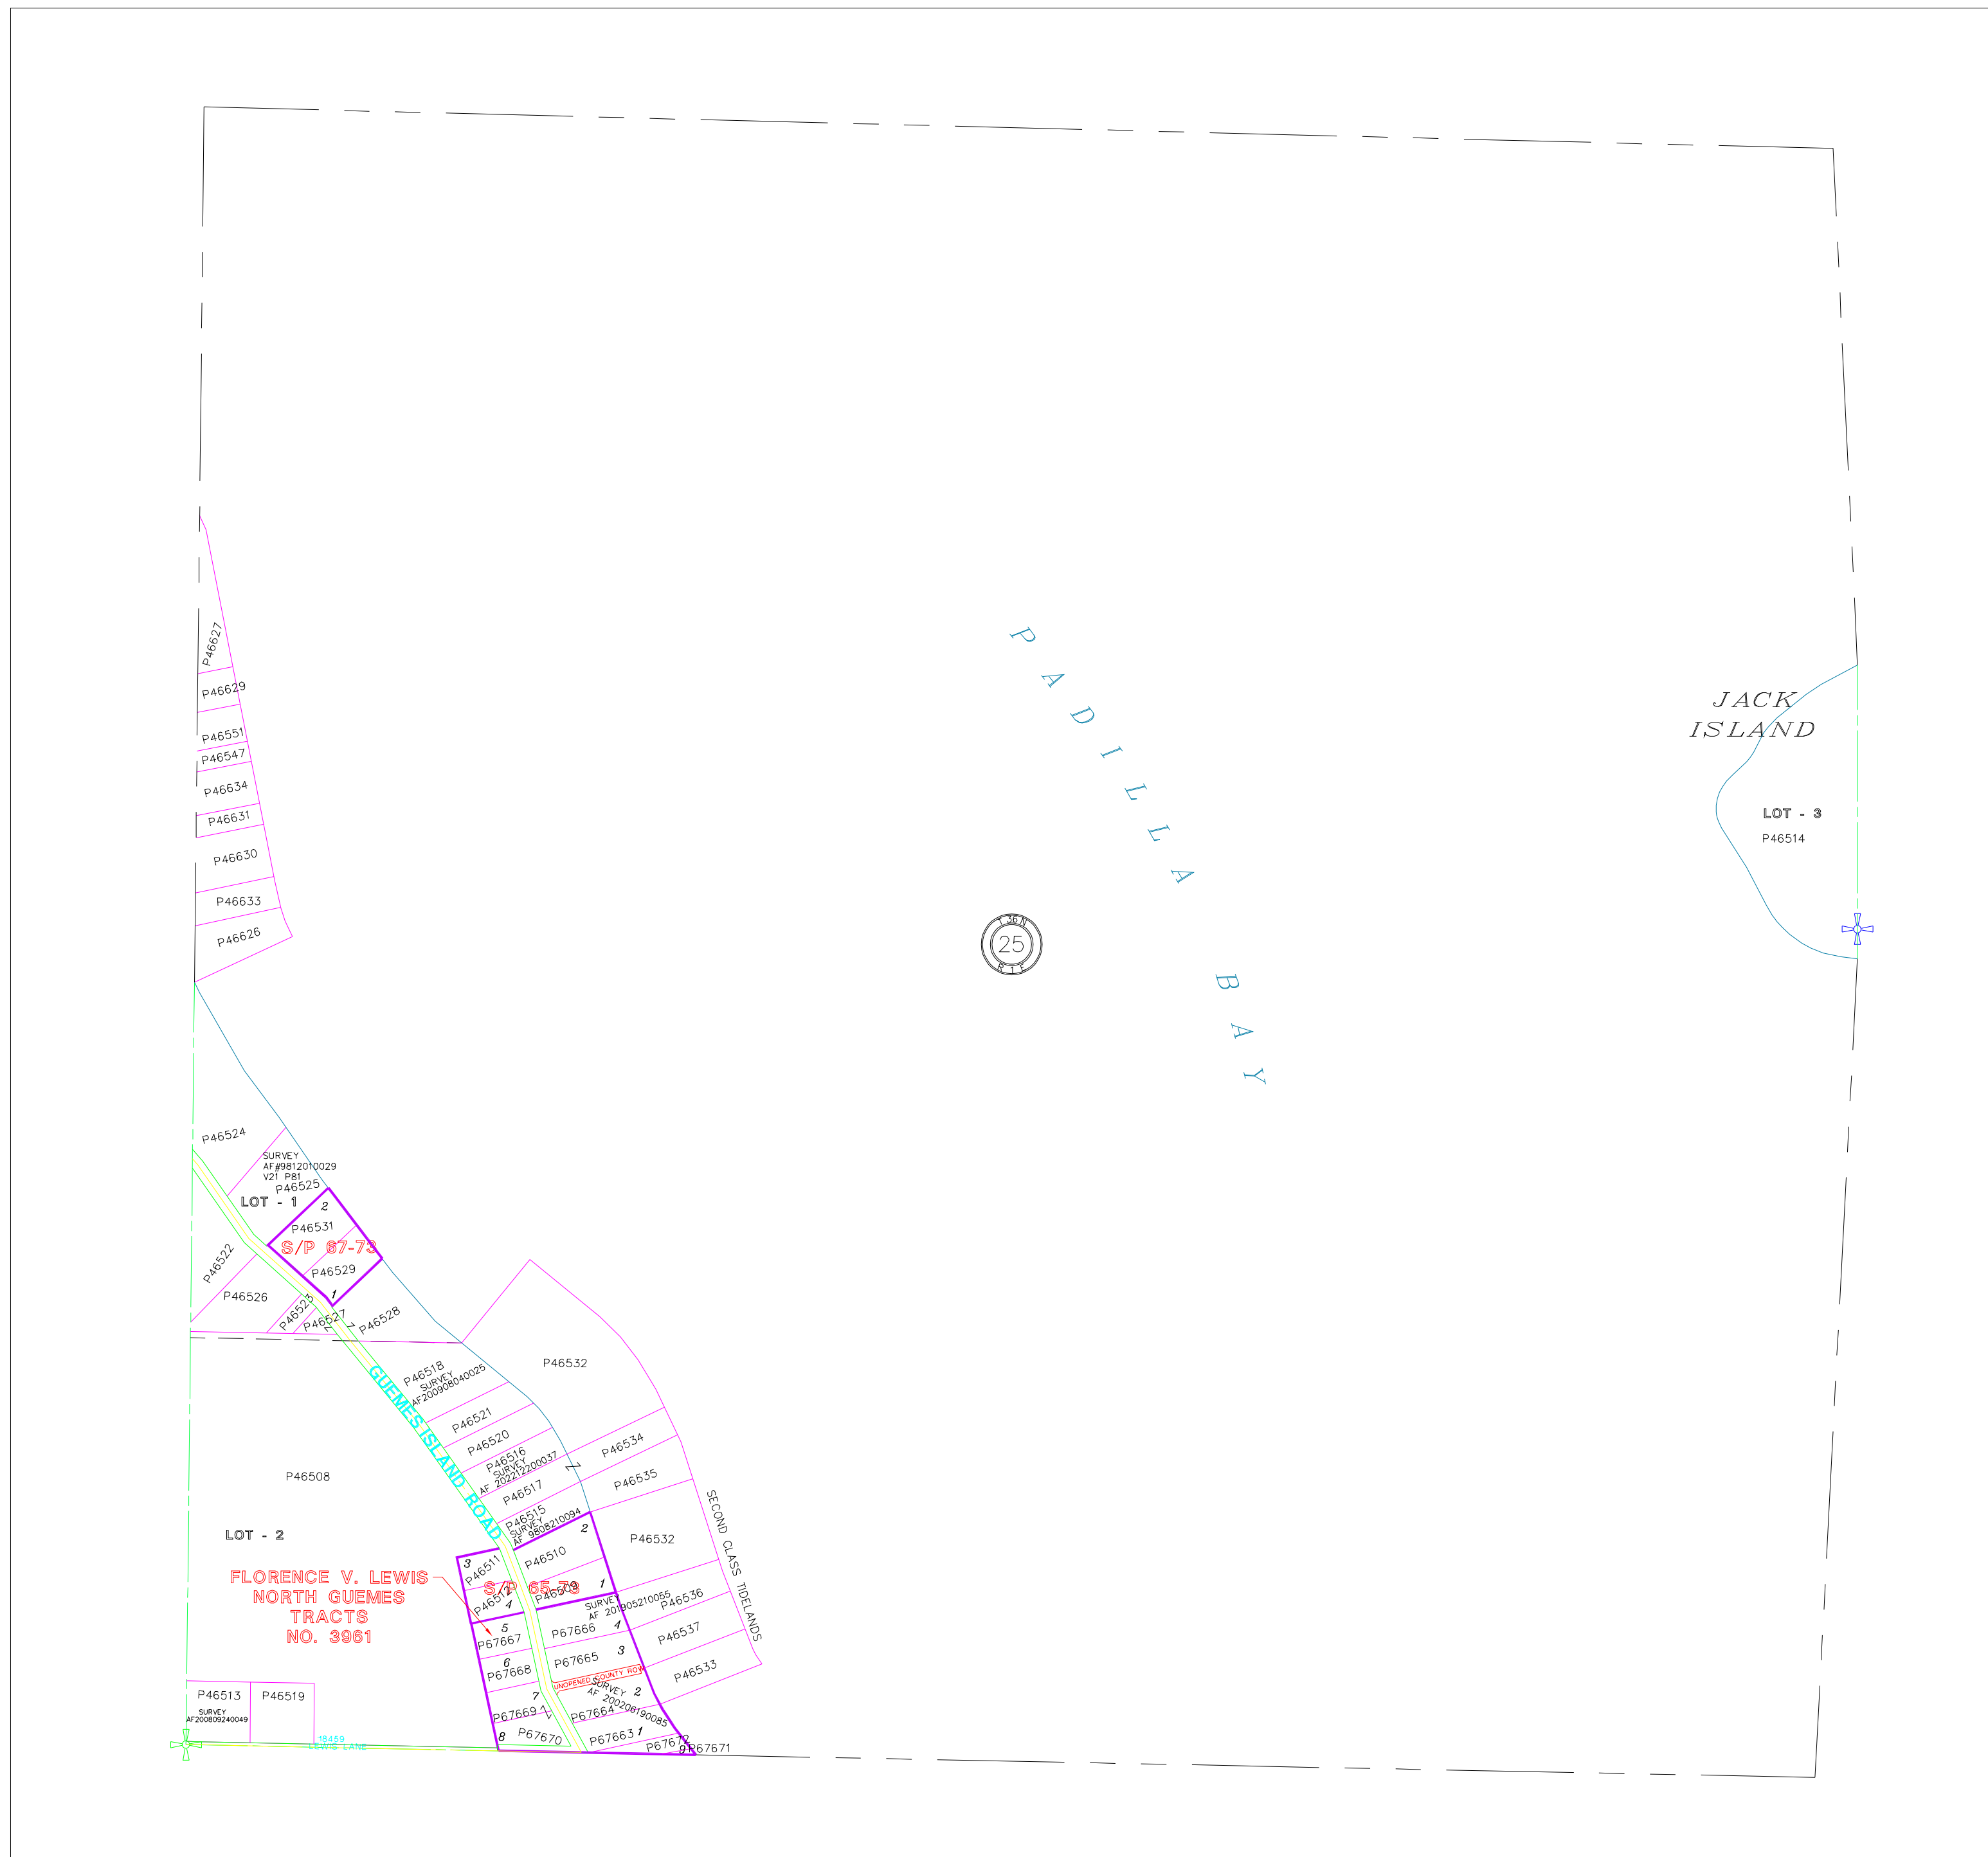 P46627
P46629
P46551
P46547
P46634
P46631
P46630
P46633
P46626
PADILLA BAY
JACK
ISLAND
LOT - 3
P46514
T.36N
25
R 1 E
P46524
SURVEY
AF#9812010029
V21 P81
P46525
LOT - 1
2
P46531
S/P 67-73
P46529
1
P46522
P46526
P46523
P46527
P46528
GUEMES ISLAND ROAD
P46518
SURVEY
AF200908040025
P46521
P46520
P46516
SURVEY
AF 202212200037
P46517
P46515
SURVEY
AF 9808210094
P46532
P46534
P46535
P46532
SECOND CLASS TIDELANDS
P46536
P46537
P46533
P46508
LOT - 2
FLORENCE V. LEWIS
NORTH GUEMES
TRACTS
NO. 3961
3
P46511
P46512
4
2
P46510
S/P 65-73
P46509
1
SURVEY
AF 201905210055
5
P67667
6
P67668
7
P67669
8
P67670
P67666
4
P67665
3
UNOPENED COUNTY ROW
SURVEY
AF 200206190085
2
P67664
P67663
1
P67672
9
P67671
P46513
SURVEY
AF200809240049
P46519
18459
LEWIS LANE